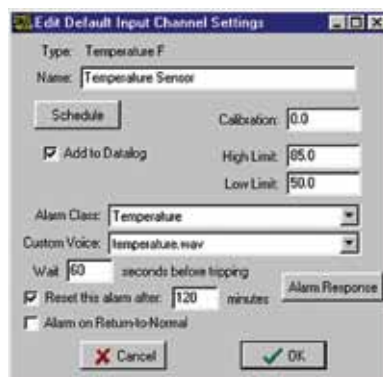 Edit Default Input Channel Settings
Type: Temperature F
Name: Temperature Sensor
Schedule
Calibration: 0.0
Add to Datalog
High Limit: 85.0
Low Limit: 50.0
Alarm Class: Temperature
Custom Voice: temperature.wav
Wait 60 seconds before tripping
Reset this alarm after: 120 minutes
Alarm Response
Alarm on Return-to-Normal
Cancel
OK